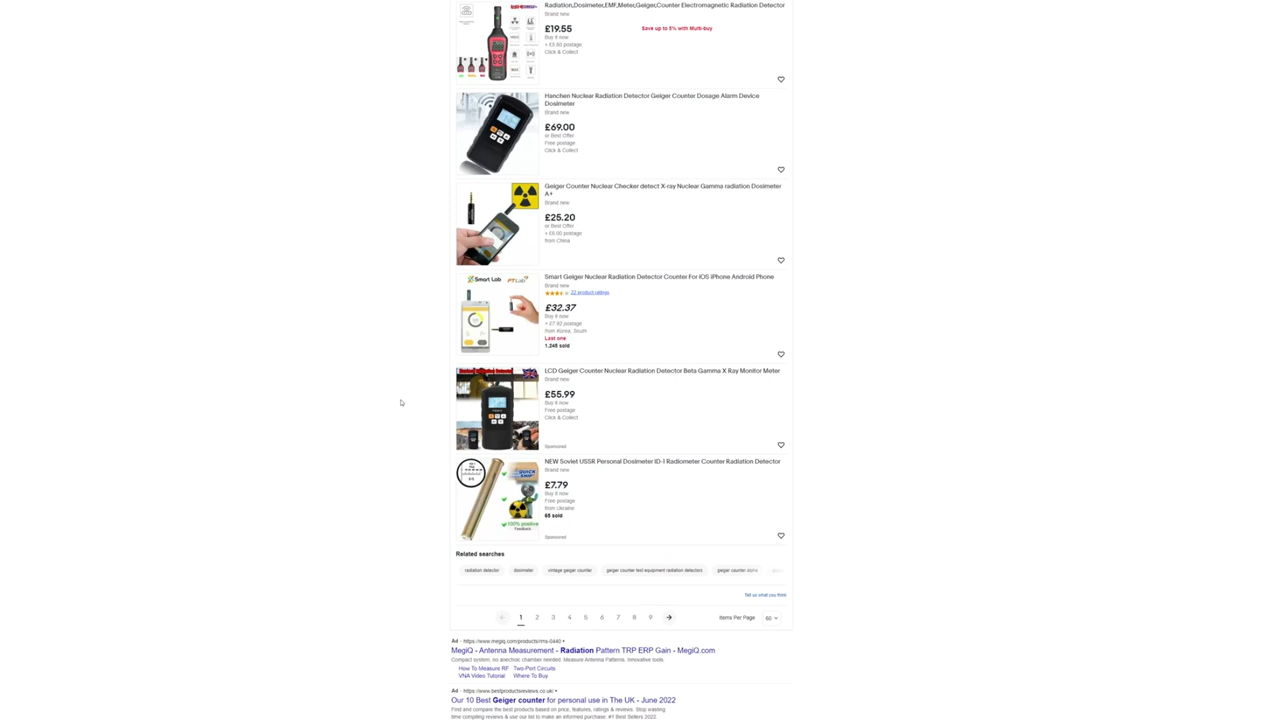 Radiation,Dosimeter,EMF,Meter,Geiger,Counter Electromagnetic Radiation Detector
Brand new
£19.55
Save up to 5% with Multi-buy
Buy it now
+ £5.60 postage
Click & Collect
Hanchen Nuclear Radiation Detector Geiger Counter Dosage Alarm Device
Dosimeter
Brand new
£69.00
or Best Offer
Free postage
Click & Collect
Geiger Counter Nuclear Checker detect X-ray Nuclear Gamma radiation Dosimeter
A+
Brand new
£25.20
or Best Offer
+ £6.00 postage
from China
Smart Lab
FTLab
Smart Geiger Nuclear Radiation Detector Counter For iOS iPhone Android Phone
Brand new
22 product ratings
£32.37
Buy it now
+ £7.92 postage
from Korea, South
Last one
1,248 sold
LCD Geiger Counter Nuclear Radiation Detector Beta Gamma X Ray Monitor Meter
Brand new
£55.99
Buy it now
Free postage
Click & Collect
Sponsored
NEW Soviet USSR Personal Dosimeter ID-1 Radiometer Counter Radiation Detector
Brand new
QUICK
SHIP
£7.79
Buy it now
Free postage
from Ukraine
65 sold
100% positive
Feedback
Sponsored
Related searches
radiation detector
dosimeter
vintage geiger counter
geiger counter test equipment radiation detectors
geiger counter alpha
Tell us what you think
1 2 3 4 5 6 7 8 9
Items Per Page 60
Ad · https://www.megiq.com/products/rms-0440
MegiQ - Antenna Measurement - Radiation Pattern TRP ERP Gain - MegiQ.com
Compact system, no anechoic chamber needed. Measure Antenna Patterns. Innovative tools.
How To Measure RF Two-Port Circuits
VNA Video Tutorial Where To Buy
Ad · https://www.bestproductsreviews.co.uk/
Our 10 Best Geiger counter for personal use in The UK - June 2022
Find and compare the best products based on price, features, ratings & reviews. Stop wasting
time compiling reviews & use our list to make an informed purchase. #1 Best Sellers 2022.